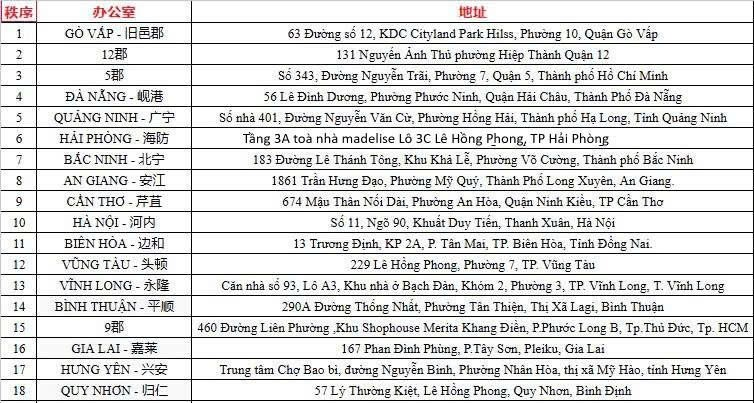 秩序 办公室 地址
1 GÒ VẤP - 旧邑郡 63 Đường số 12, KDC Cityland Park Hilss, Phường 10, Quận Gò Vấp
2 12郡 131 Nguyễn Ảnh Thủ phường Hiệp Thành Quận 12
3 5郡 Số 343, Đường Nguyễn Trãi, Phường 7, Quận 5, Thành phố Hồ Chí Minh
4 ĐÀ NẴNG - 岘港 56 Lê Đình Dương, Phường Phước Ninh, Quận Hải Châu, Thành Phố Đà Nẵng
5 QUẢNG NINH - 广宁 Số nhà 401, Đường Nguyễn Văn Cừ, Phường Hồng Hải, Thành phố Hạ Long, Tỉnh Quảng Ninh
6 HẢI PHÒNG - 海防 Tầng 3A toà nhà madelise Lô 3C Lê Hồng Phong, TP Hải Phòng
7 BẮC NINH - 北宁 183 Đường Lê Thánh Tông, Khu Khả Lễ, Phường Võ Cường, Thành phố Bắc Ninh
8 AN GIANG - 安江 1861 Trần Hưng Đạo, Phường Mỹ Quý, Thành Phố Long Xuyên, An Giang.
9 CẦN THƠ - 芹苴 674 Mậu Thân Nối Dài, Phường An Hòa, Quận Ninh Kiều, TP Cần Thơ
10 HÀ NỘI - 河内 Số 11, Ngõ 90, Khuất Duy Tiến, Thanh Xuân, Hà Nội
11 BIÊN HÒA - 边和 13 Trương Định, KP 2A, P. Tân Mai, TP. Biên Hòa, Tỉnh Đồng Nai.
12 VŨNG TÀU - 头顿 229 Lê Hồng Phong, Phường 7, TP. Vũng Tàu
13 VĨNH LONG - 永隆 Căn nhà số 93, Lô A3, Khu nhà ở Bạch Đàn, Khóm 2, Phường 3, TP. Vĩnh Long, T. Vĩnh Long
14 BÌNH THUẬN - 平顺 290A Đường Thống Nhất, Phường Tân Thiện, Thị Xã Lagi, Bình Thuận
15 9郡 460 Đường Liên Phường ,Khu Shophouse Merita Khang Điền, P.Phước Long B, Tp.Thủ Đức, Tp. HCM
16 GIA LAI - 嘉莱 167 Phan Đình Phùng, P.Tây Sơn, Pleiku, Gia Lai
17 HƯNG YÊN - 兴安 Trung tâm Chợ Bao bì, đường Nguyễn Bình, Phường Nhân Hòa, thị xã Mỹ Hào, tỉnh Hưng Yên
18 QUY NHƠN - 归仁 57 Lý Thường Kiệt, Lê Hồng Phong, Quy Nhơn, Bình Định